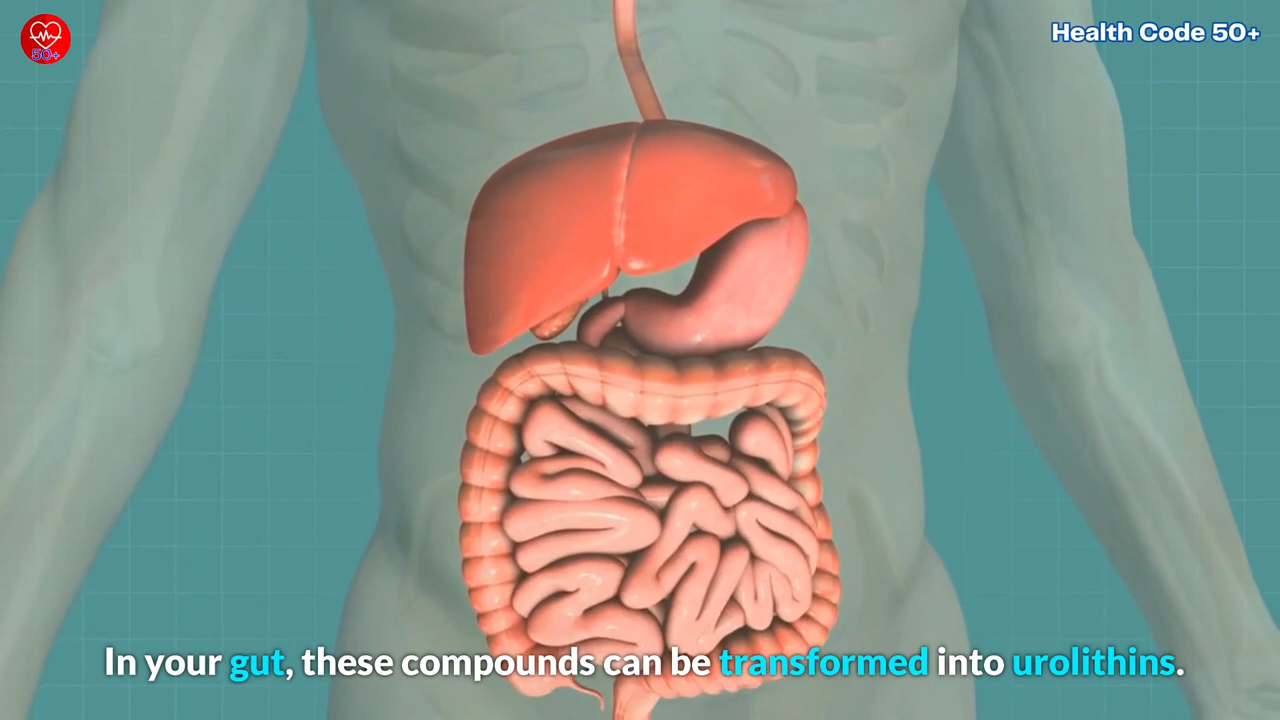 50+
Health Code 50+
In your gut, these compounds can be transformed into urolithins.